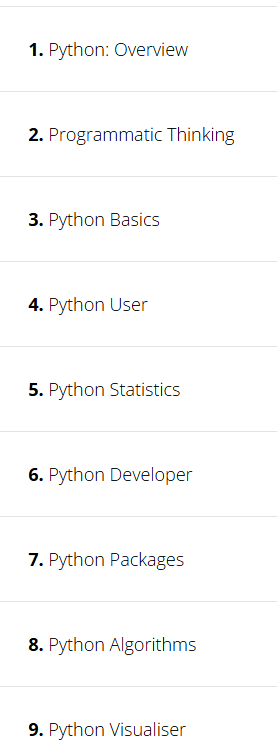 1. Python: Overview
2. Programmatic Thinking
3. Python Basics
4. Python User
5. Python Statistics
6. Python Developer
7. Python Packages
8. Python Algorithms
9. Python Visualiser